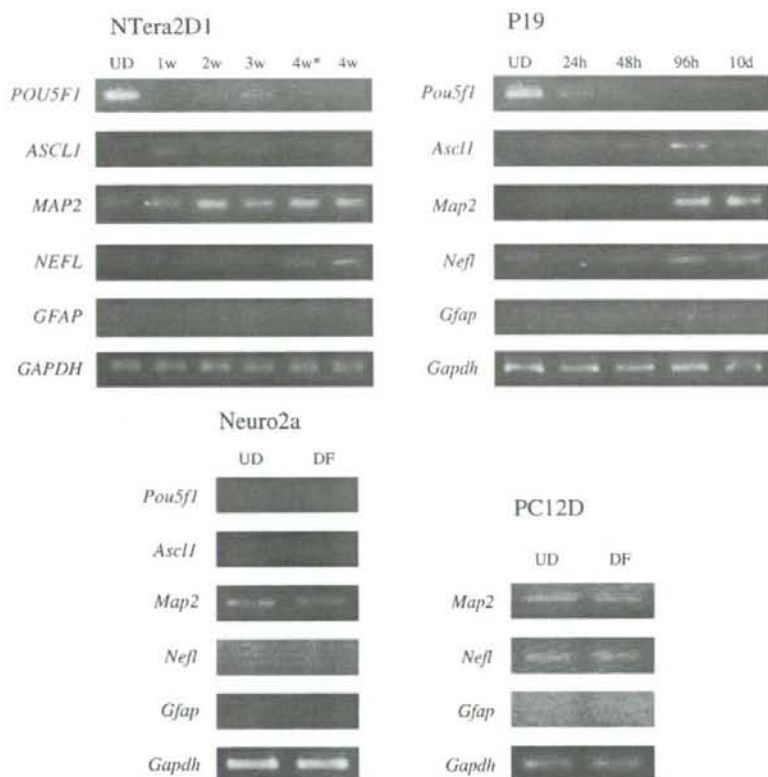 NTera2D1
UD 1w 2w 3w 4w* 4w
POU5F1
ASCL1
MAP2
NEFL
GFAP
GAPDH
P19
UD 24h 48h 96h 10d
Pou5f1
Ascl1
Map2
Nefl
Gfap
Gapdh
Neuro2a
UD DF
Pou5f1
Ascl1
Map2
Nefl
Gfap
Gapdh
PC12D
UD DF
Map2
Nefl
Gfap
Gapdh